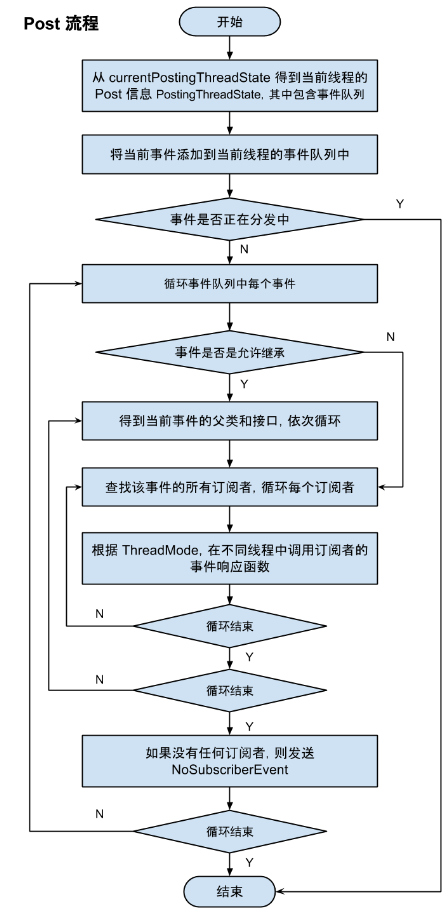 Post 流程
开始
从 currentPostingThreadState 得到当前线程的
Post 信息 PostingThreadState, 其中包含事件队列
将当前事件添加到当前线程的事件队列中
事件是否正在分发中
Y
N
循环事件队列中每个事件
事件是否是允许继承
N
Y
得到当前事件的父类和接口, 依次循环
查找该事件的所有订阅者, 循环每个订阅者
根据 ThreadMode, 在不同线程中调用订阅者的
事件响应函数
N
循环结束
Y
N
循环结束
Y
如果没有任何订阅者, 则发送
NoSubscriberEvent
N
循环结束
Y
结束